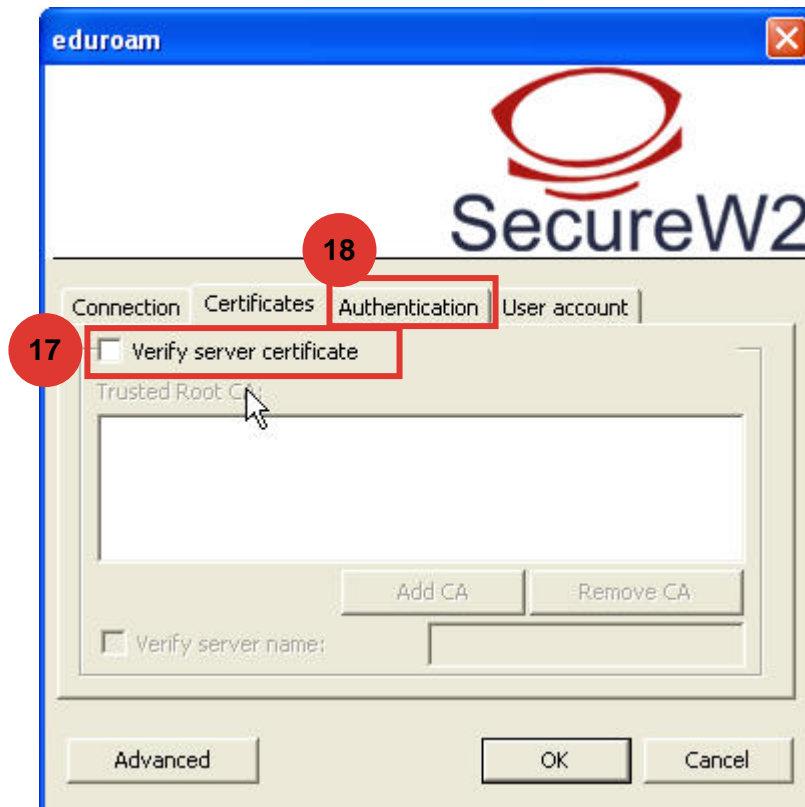 eduroam
SecureW2
18
Connection Certificates Authentication User account
17 Verify server certificate
Trusted Root CA:
Add CA Remove CA
Verify server name:
Advanced OK Cancel